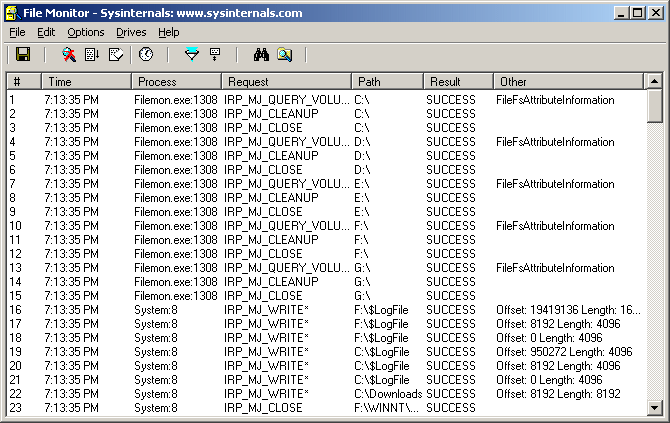 File Monitor - Sysinternals: www.sysinternals.com
File Edit Options Drives Help
# Time Process Request Path Result Other
1 7:13:35 PM Filemon.exe:1308 IRP_MJ_QUERY_VOLU... C:\ SUCCESS FileFsAttributeInformation
2 7:13:35 PM Filemon.exe:1308 IRP_MJ_CLEANUP C:\ SUCCESS
3 7:13:35 PM Filemon.exe:1308 IRP_MJ_CLOSE C:\ SUCCESS
4 7:13:35 PM Filemon.exe:1308 IRP_MJ_QUERY_VOLU... D:\ SUCCESS FileFsAttributeInformation
5 7:13:35 PM Filemon.exe:1308 IRP_MJ_CLEANUP D:\ SUCCESS
6 7:13:35 PM Filemon.exe:1308 IRP_MJ_CLOSE D:\ SUCCESS
7 7:13:35 PM Filemon.exe:1308 IRP_MJ_QUERY_VOLU... E:\ SUCCESS FileFsAttributeInformation
8 7:13:35 PM Filemon.exe:1308 IRP_MJ_CLEANUP E:\ SUCCESS
9 7:13:35 PM Filemon.exe:1308 IRP_MJ_CLOSE E:\ SUCCESS
10 7:13:35 PM Filemon.exe:1308 IRP_MJ_QUERY_VOLU... F:\ SUCCESS FileFsAttributeInformation
11 7:13:35 PM Filemon.exe:1308 IRP_MJ_CLEANUP F:\ SUCCESS
12 7:13:35 PM Filemon.exe:1308 IRP_MJ_CLOSE F:\ SUCCESS
13 7:13:35 PM Filemon.exe:1308 IRP_MJ_QUERY_VOLU... G:\ SUCCESS FileFsAttributeInformation
14 7:13:35 PM Filemon.exe:1308 IRP_MJ_CLEANUP G:\ SUCCESS
15 7:13:35 PM Filemon.exe:1308 IRP_MJ_CLOSE G:\ SUCCESS
16 7:13:35 PM System:8 IRP_MJ_WRITE* F:\$LogFile SUCCESS Offset: 19419136 Length: 16...
17 7:13:35 PM System:8 IRP_MJ_WRITE* F:\$LogFile SUCCESS Offset: 8192 Length: 4096
18 7:13:35 PM System:8 IRP_MJ_WRITE* F:\$LogFile SUCCESS Offset: 0 Length: 4096
19 7:13:35 PM System:8 IRP_MJ_WRITE* C:\$LogFile SUCCESS Offset: 950272 Length: 4096
20 7:13:35 PM System:8 IRP_MJ_WRITE* F:\$LogFile SUCCESS Offset: 8192 Length: 4096
21 7:13:35 PM System:8 IRP_MJ_WRITE* C:\$LogFile SUCCESS Offset: 0 Length: 4096
22 7:13:35 PM System:8 IRP_MJ_WRITE* C:\Downloads SUCCESS Offset: 8192 Length: 8192
23 7:13:35 PM System:8 IRP_MJ_CLOSE F:\WINNT\... SUCCESS